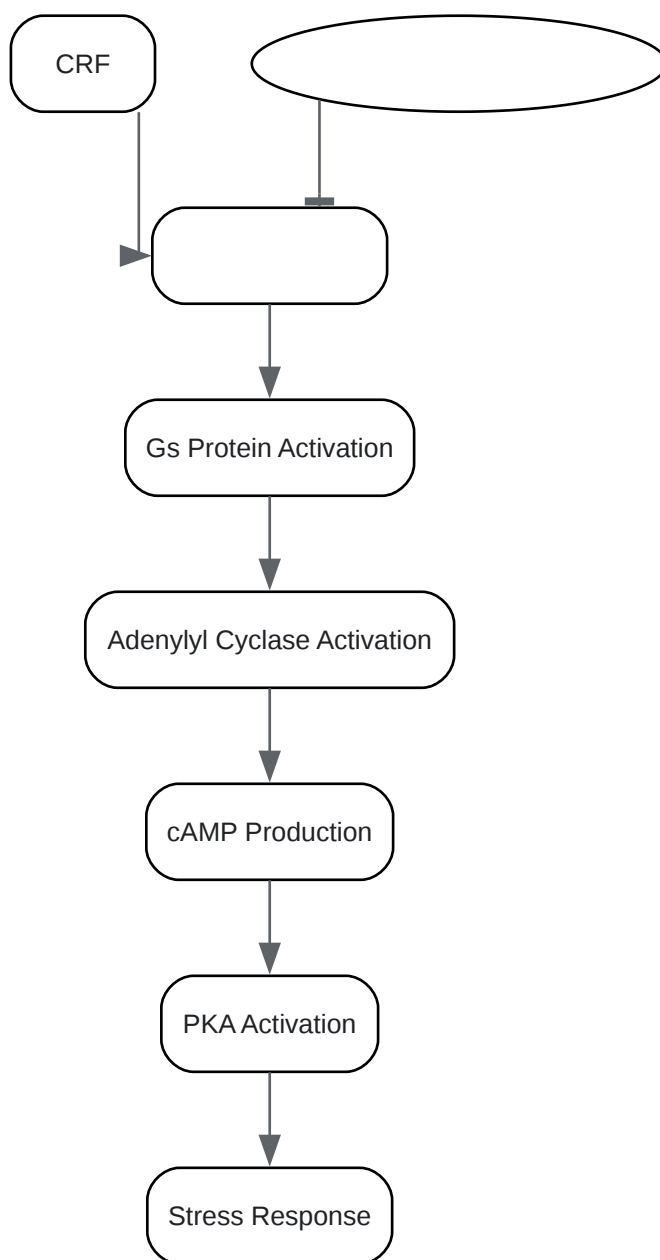 CRF
Gs Protein Activation
Adenylyl Cyclase Activation
cAMP Production
PKA Activation
Stress Response